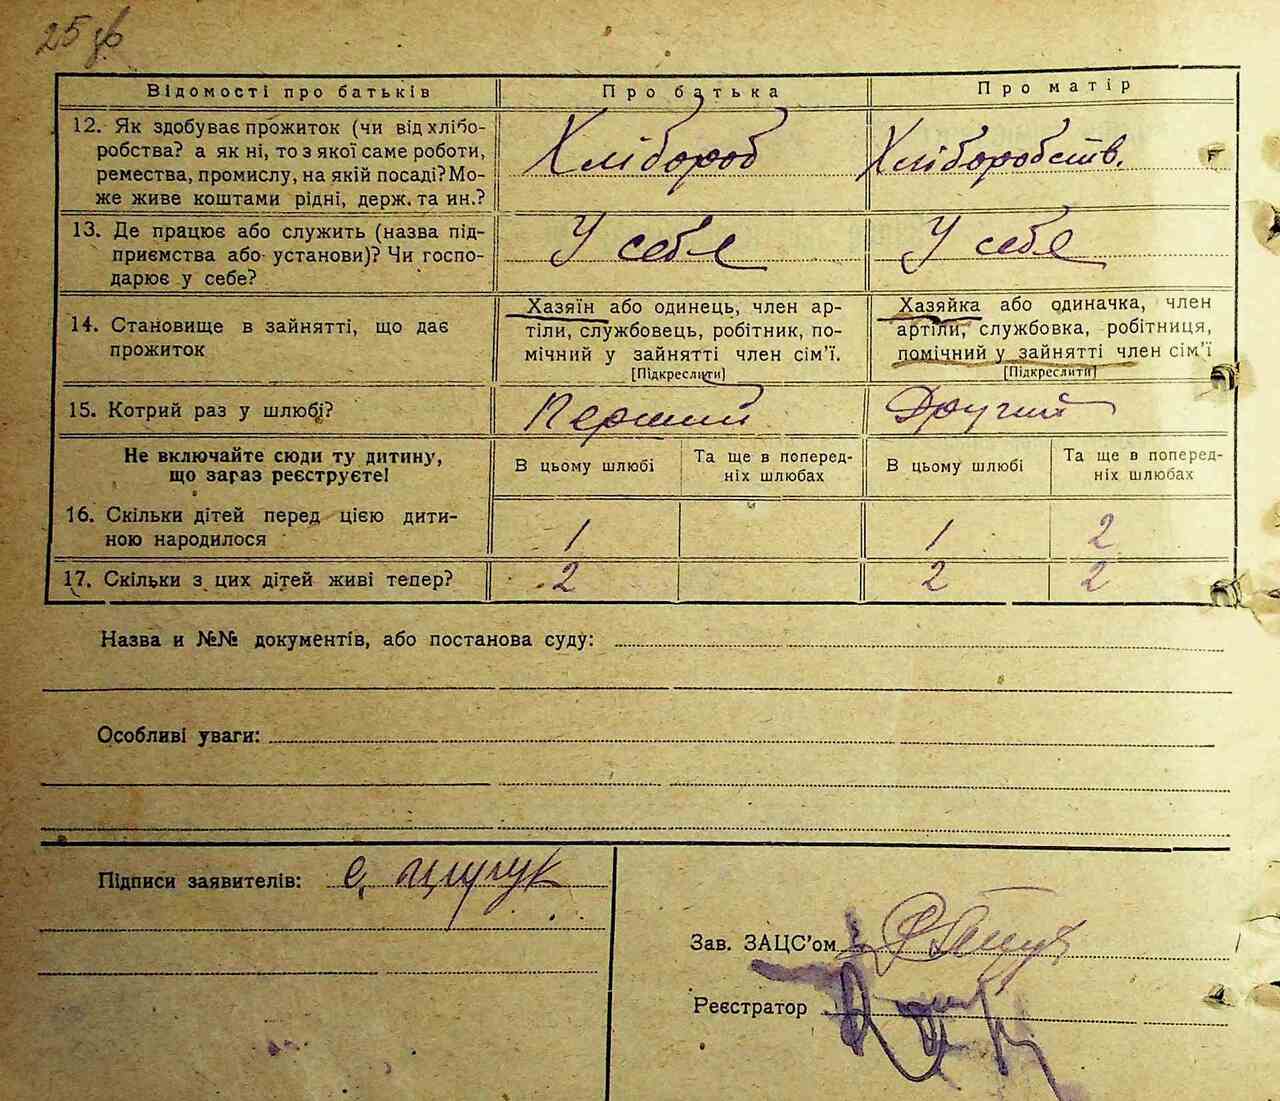 25 зв
Відомості про батьків Про батька Про матір
12. Як здобуває прожиток (чи від хлібо-
робства? а як ні, то з якої саме роботи,
ремества, промислу, на якій посаді? Мо-
же живе коштами рідні, держ. та ин.?
Хлібороб Хліборобств.
13. Де працює або служить (назва під-
приємства або установи)? Чи госпо-
дарює у себе?
У себя У себя
14. Становище в зайнятті, що дає
прожиток
Хазяїн або одинець, член ар-
тіли, службовець, робітник, по-
мічний у зайнятті член сім'ї.
[Підкреслити]
Хазяйка або одиначка, член
артіли, службовка, робітниця,
помічний у зайнятті член сім'ї
[Підкреслити]
15. Котрий раз у шлюбі? Перший Другий
Не включайте сюди ту дитину,
що зараз реєструєте!
В цьому шлюбі
Та ще в поперед-
ніх шлюбах
В цьому шлюбі
Та ще в поперед-
ніх шлюбах
16. Скільки дітей перед цією дити-
ною народилося
1 1 2
17. Скільки з цих дітей живі тепер? 2 2 2
Назва и №№ документів, або постанова суду:
Особливі уваги:
Підписи заявителів:
Зав. ЗАЦС'ом
Реєстратор